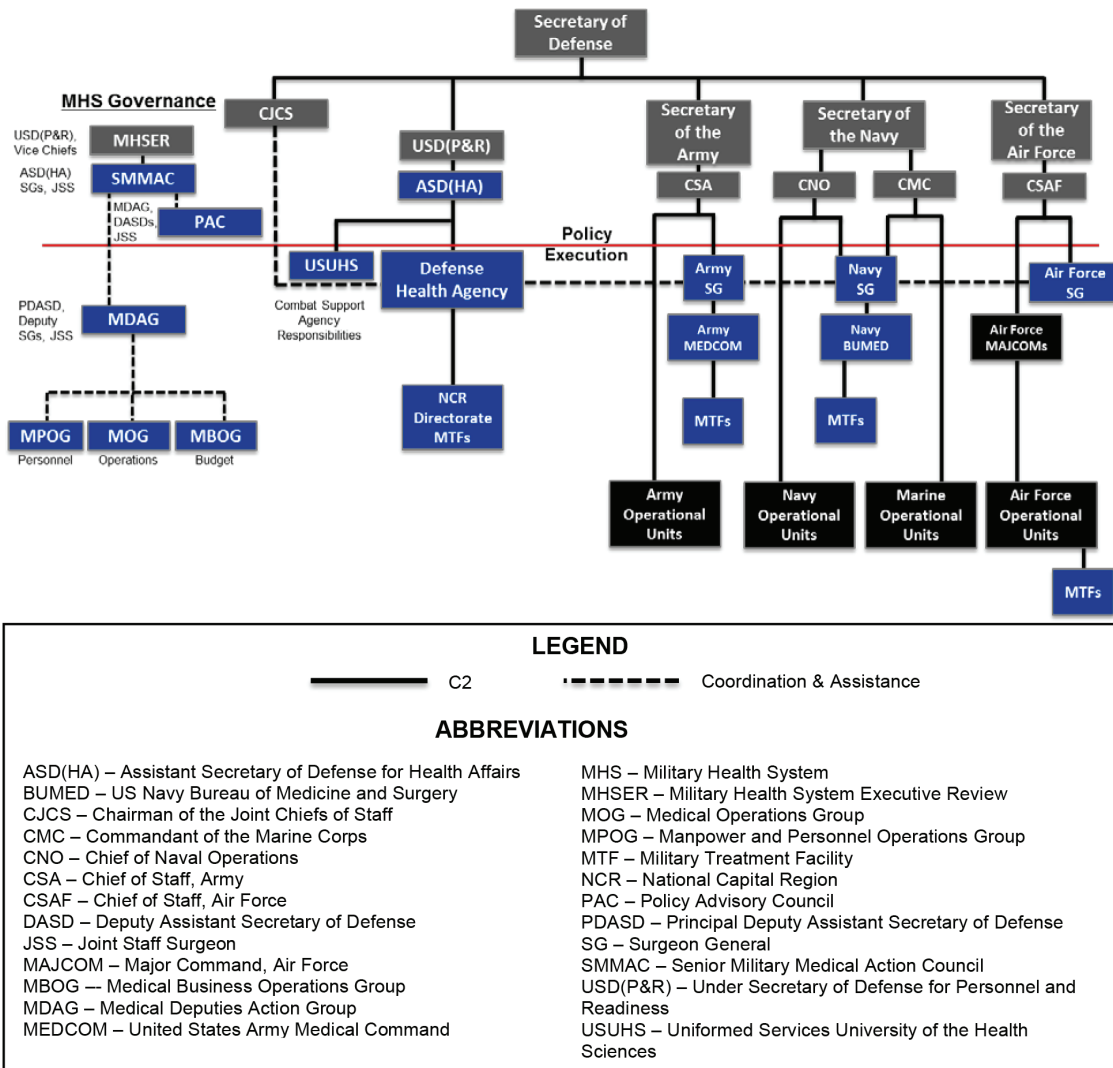 Secretary of
Defense
MHS Governance
USD(P&R),
Vice Chiefs
MHSER
ASD(HA)
SGs, JSS
SMMAC
MDAG,
DASDs,
JSS
PAC
CJCS
USD(P&R)
ASD(HA)
Secretary
of the
Army
CSA
Secretary of
the Navy
CNO
CMC
Secretary
of the
Air Force
CSAF
Policy
Execution
USUHS
Defense
Health Agency
Combat Support
Agency
Responsibilities
Army
SG
Navy
SG
Air Force
SG
PDASD,
Deputy
SGs, JSS
MDAG
Army
MEDCOM
Navy
BUMED
Air Force
MAJCOMs
NCR
Directorate
MTFs
MTFs
MTFs
MPOG
Personnel
MOG
Operations
MBOG
Budget
Army
Operational
Units
Navy
Operational
Units
Marine
Operational
Units
Air Force
Operational
Units
MTFs
LEGEND
C2
Coordination & Assistance
ABBREVIATIONS
ASD(HA) – Assistant Secretary of Defense for Health Affairs
BUMED – US Navy Bureau of Medicine and Surgery
CJCS – Chairman of the Joint Chiefs of Staff
CMC – Commandant of the Marine Corps
CNO – Chief of Naval Operations
CSA – Chief of Staff, Army
CSAF – Chief of Staff, Air Force
DASD – Deputy Assistant Secretary of Defense
JSS – Joint Staff Surgeon
MAJCOM – Major Command, Air Force
MBOG –- Medical Business Operations Group
MDAG – Medical Deputies Action Group
MEDCOM – United States Army Medical Command
MHS – Military Health System
MHSER – Military Health System Executive Review
MOG – Medical Operations Group
MPOG – Manpower and Personnel Operations Group
MTF – Military Treatment Facility
NCR – National Capital Region
PAC – Policy Advisory Council
PDASD – Principal Deputy Assistant Secretary of Defense
SG – Surgeon General
SMMAC – Senior Military Medical Action Council
USD(P&R) – Under Secretary of Defense for Personnel and
Readiness
USUHS – Uniformed Services University of the Health
Sciences